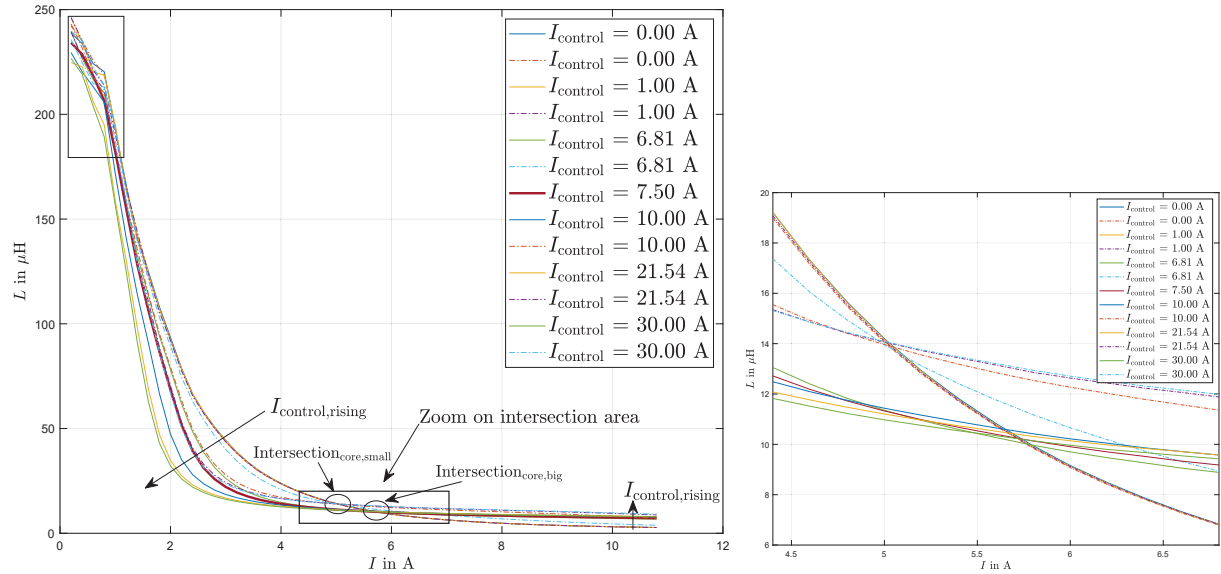 250
200
150
100
50
0
L in μH
0
2
4
6
8
10
12
I in A
I_control = 0.00 A
I_control = 0.00 A
I_control = 1.00 A
I_control = 1.00 A
I_control = 6.81 A
I_control = 6.81 A
I_control = 7.50 A
I_control = 10.00 A
I_control = 10.00 A
I_control = 21.54 A
I_control = 21.54 A
I_control = 30.00 A
I_control = 30.00 A
I_control,rising
Zoom on intersection area
Intersection_core,small
Intersection_core,big
I_control,rising
20
18
16
14
12
10
8
6
L in μH
4.5
5
5.5
6
6.5
I in A
I_control = 0.00 A
I_control = 0.00 A
I_control = 1.00 A
I_control = 1.00 A
I_control = 6.81 A
I_control = 6.81 A
I_control = 7.50 A
I_control = 10.00 A
I_control = 10.00 A
I_control = 21.54 A
I_control = 21.54 A
I_control = 30.00 A
I_control = 30.00 A